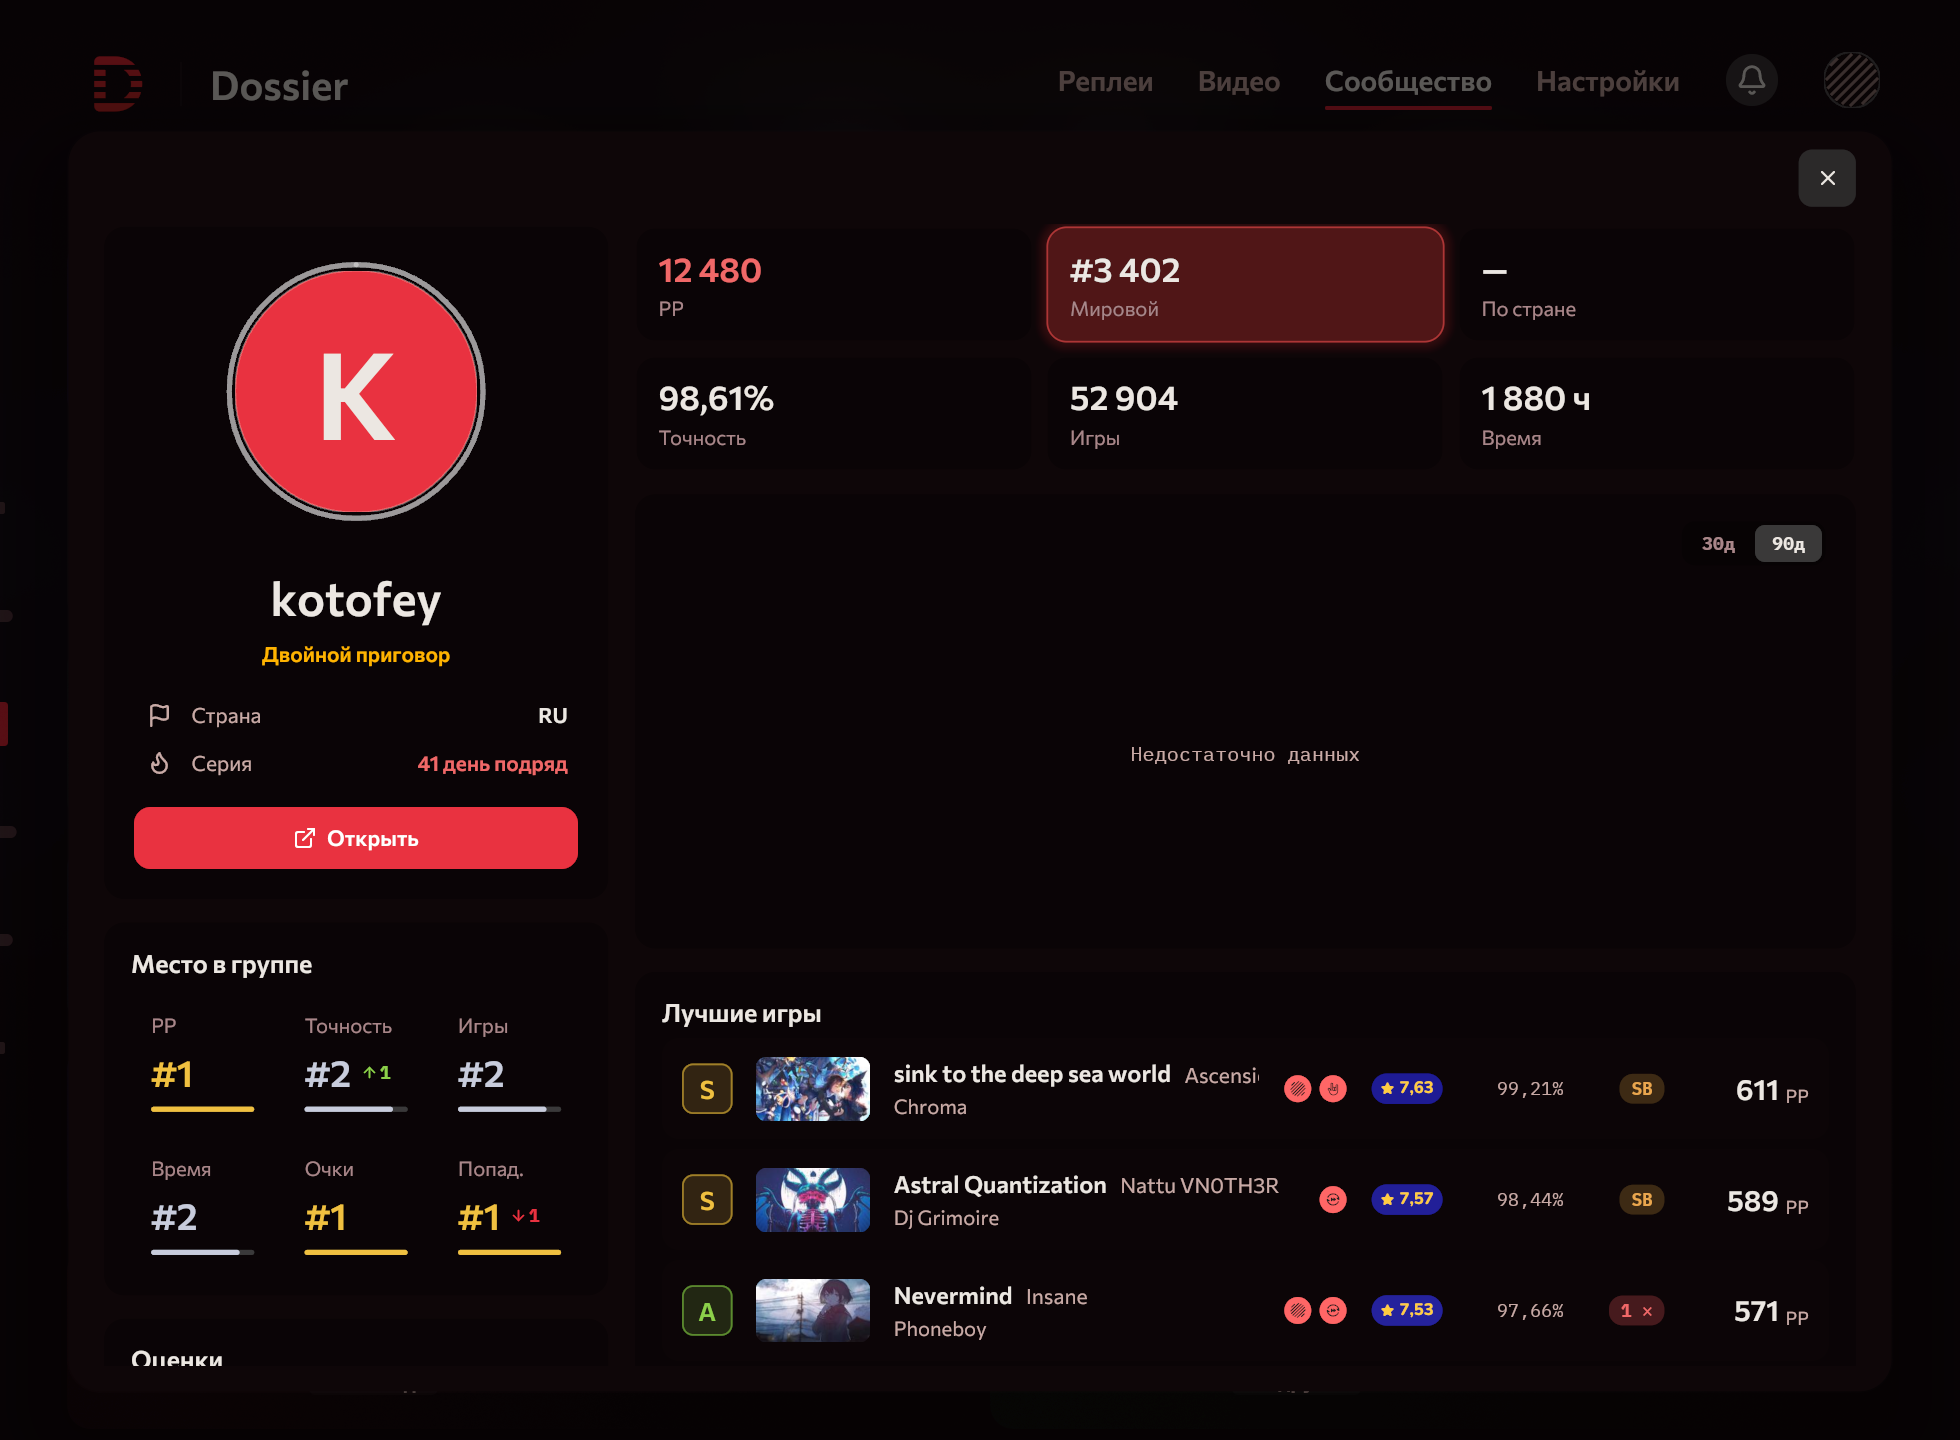 Dossier
Реплеи
Видео
Сообщество
Настройки
K
kotofey
Двойной приговор
Страна RU
Серия 41 день подряд
Открыть
Место в группе
PP Точность Игры
#1 #2 ↑1 #2
Время Очки Попад.
#2 #1 #1 ↓1
Оценки
12 480
PP
#3 402
Мировой
—
По стране
98,61%
Точность
52 904
Игры
1 880 ч
Время
30д 90д
Недостаточно данных
Лучшие игры
S sink to the deep sea world Ascensi 7,63 99,21% SB 611 PP
Chroma
S Astral Quantization Nattu VN0TH3R 7,57 98,44% SB 589 PP
Dj Grimoire
A Nevermind Insane 7,53 97,66% 1 × 571 PP
Phoneboy